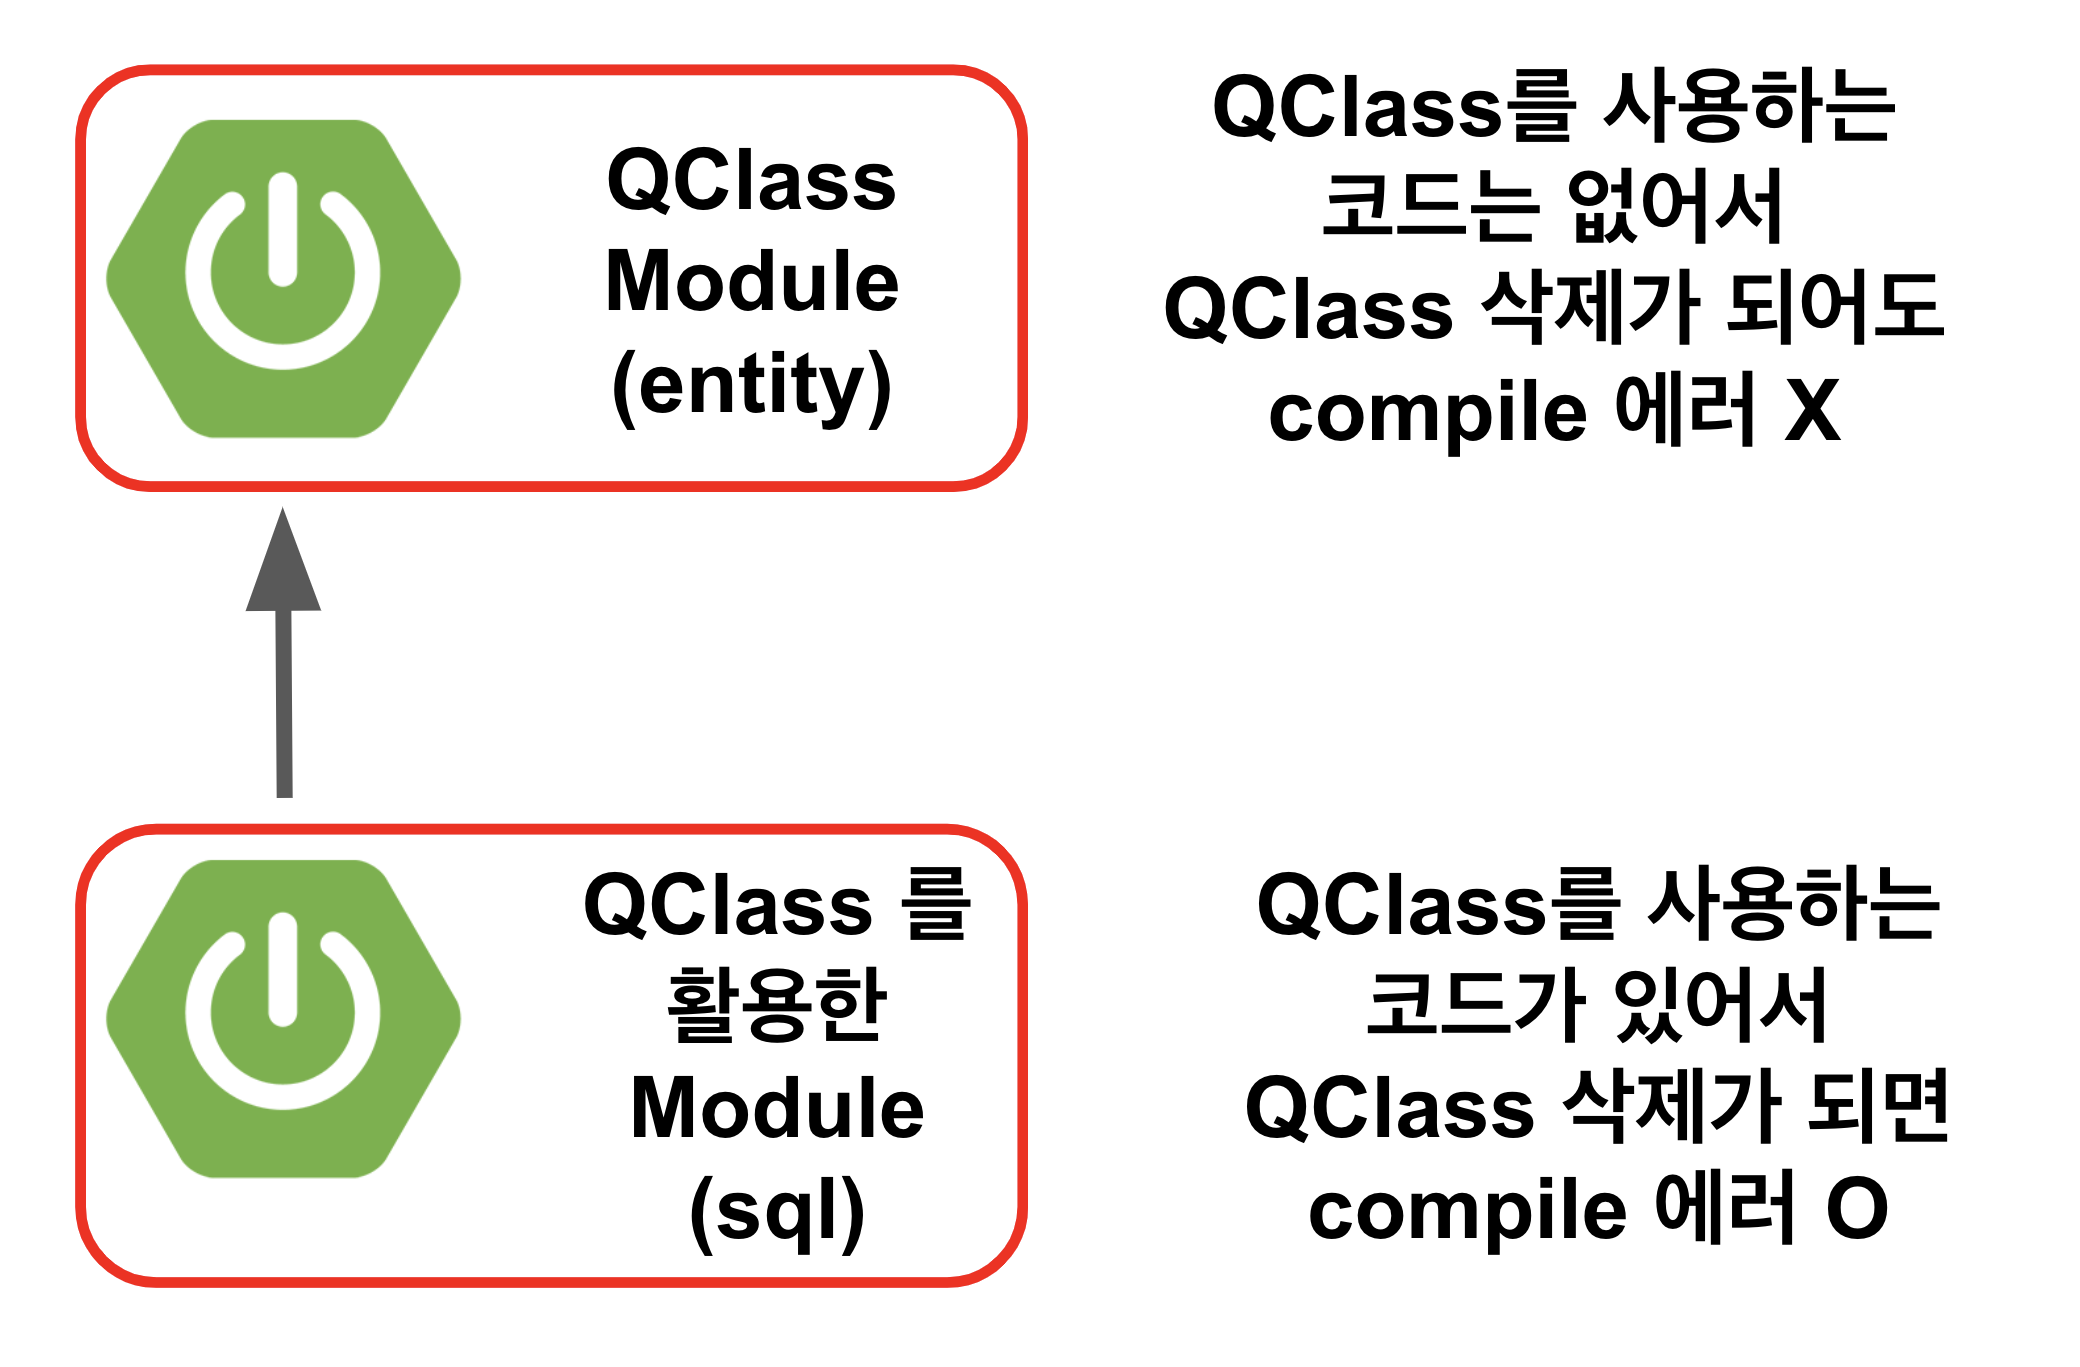 QClass
Module
(entity)
QClass를 사용하는
코드는 없어서
QClass 삭제가 되어도
compile 에러 X
QClass 를
활용한
Module
(sql)
QClass를 사용하는
코드가 있어서
QClass 삭제가 되면
compile 에러 O